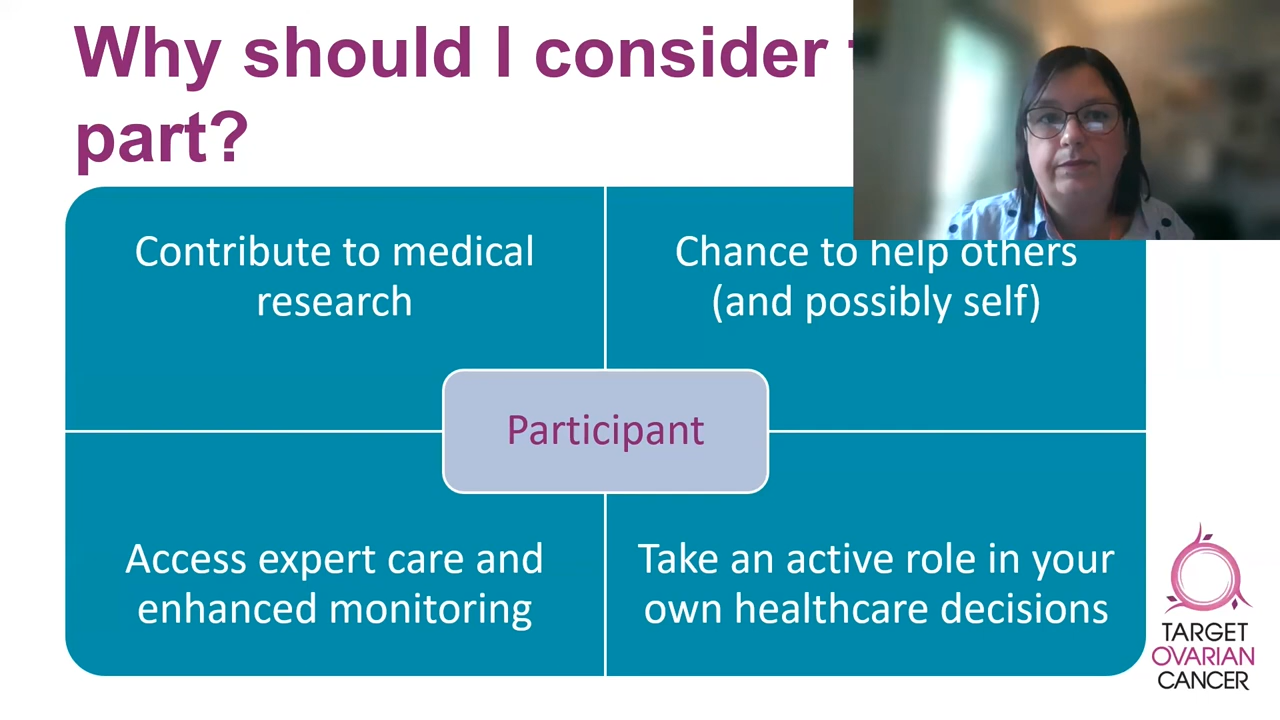 Why should I consider
part?
Contribute to medical
research
Chance to help others
(and possibly self)
Participant
Access expert care and
enhanced monitoring
Take an active role in your
own healthcare decisions
TARGET
OVARIAN
CANCER